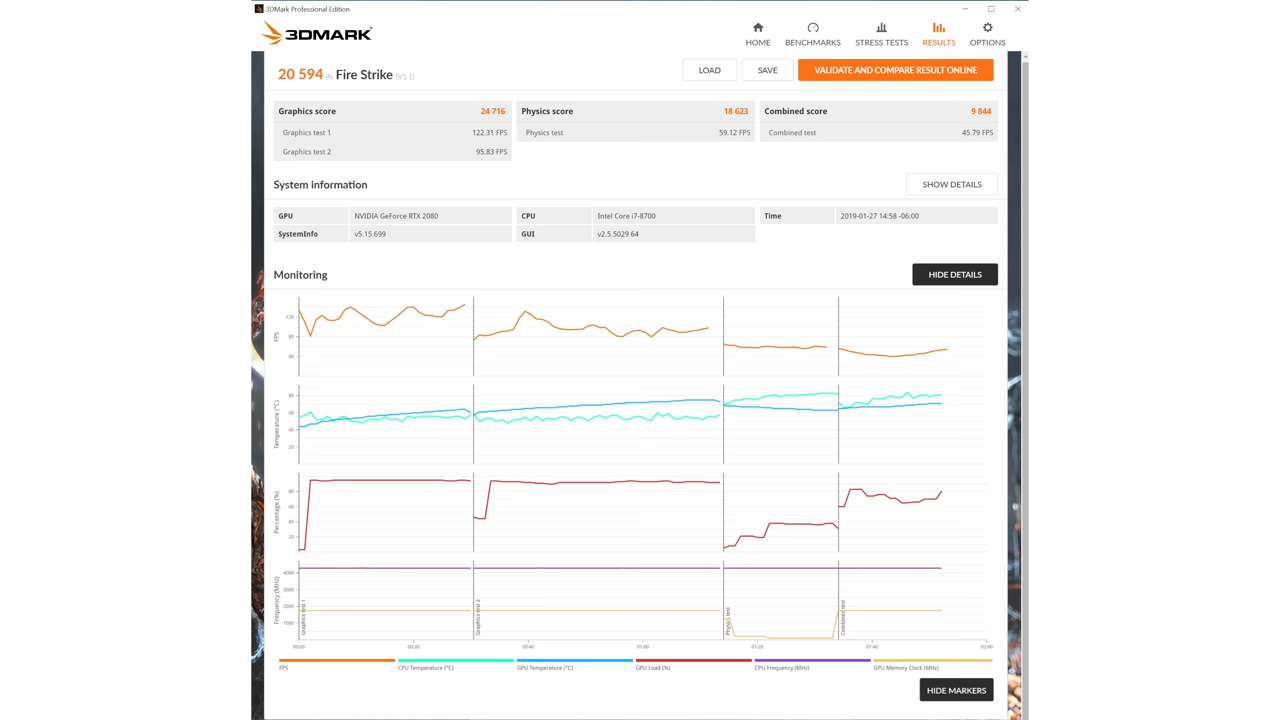 3DMark Professional Edition
3DMARK
HOME BENCHMARKS STRESS TESTS RESULTS OPTIONS
20 594 IN Fire Strike (V1.1) LOAD SAVE VALIDATE AND COMPARE RESULT ONLINE
Graphics score 24 716 Physics score 18 623 Combined score 9 844
Graphics test 1 122.31 FPS Physics test 59.12 FPS Combined test 45.79 FPS
Graphics test 2 95.83 FPS
System information SHOW DETAILS
GPU NVIDIA GeForce RTX 2080 CPU Intel Core i7-8700 Time 2019-01-27 14:58 -06:00
SystemInfo v5.15.699 GUI v2.5.5029 64
Monitoring HIDE DETAILS
FPS
120
80
40
Temperature (°C)
80
60
40
20
Percentage (%)
80
60
40
20
Frequency (MHz)
4000
3000
2000
1000
Graphics test 1
Graphics test 2
Physics test
Combined test
00:00 00:20 00:40 01:00 01:20 01:40 02:00
FPS CPU Temperature (°C) GPU Temperature (°C) GPU Load (%) CPU Frequency (MHz) GPU Memory Clock (MHz)
HIDE MARKERS